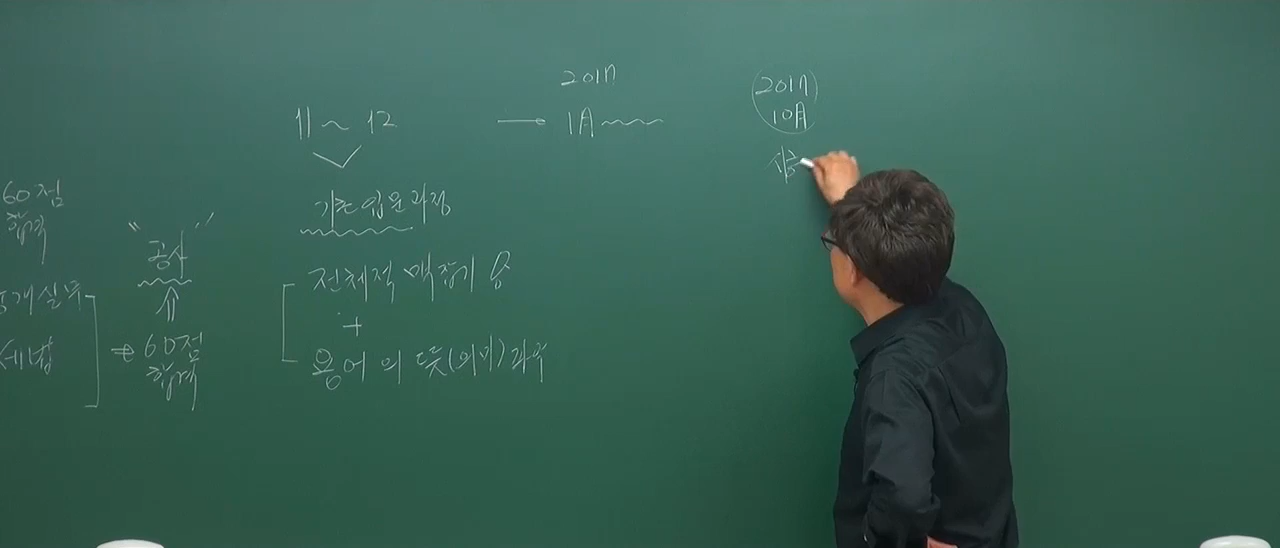 60점
합격
세법
"공사"
⇑
60점
합격
11 ~ 12
기초입문과정
전체적 맥잡기
+
용어의 뜻(의미)파악
→
2017
1月
2017
10月